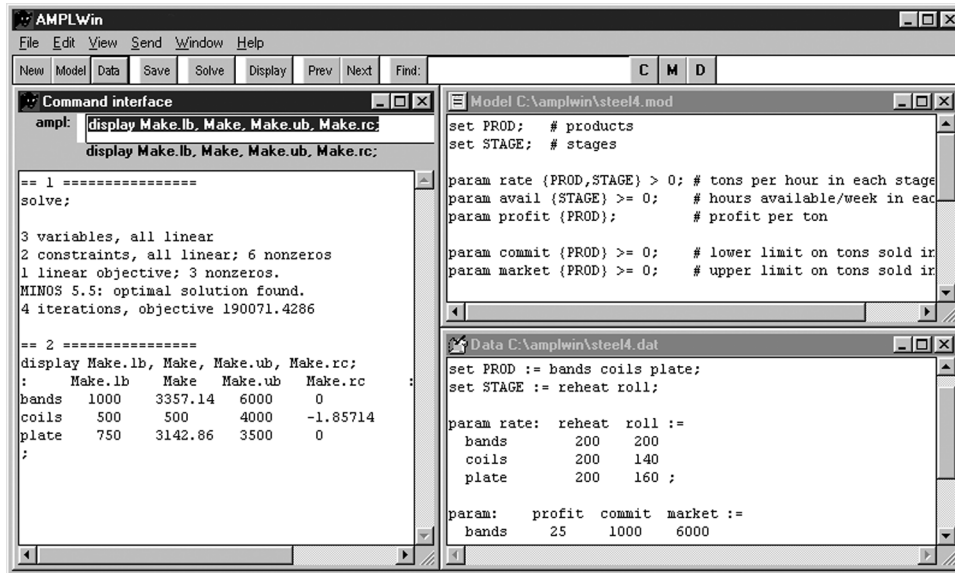 AMPLWin
File Edit View Send Window Help
New Model Data Save Solve Display Prev Next Find: C M D
Command interface
ampl: display Make.lb, Make, Make.ub, Make.rc;
display Make.lb, Make, Make.ub, Make.rc;
== 1 ================
solve;
3 variables, all linear
2 constraints, all linear; 6 nonzeros
1 linear objective; 3 nonzeros.
MINOS 5.5: optimal solution found.
4 iterations, objective 190071.4286
== 2 ================
display Make.lb, Make, Make.ub, Make.rc;
: Make.lb Make Make.ub Make.rc :
bands 1000 3357.14 6000 0
coils 500 500 4000 -1.85714
plate 750 3142.86 3500 0
;
Model C:\amplwin\steel4.mod
set PROD; # products
set STAGE; # stages
param rate {PROD,STAGE} > 0; # tons per hour in each stage
param avail {STAGE} >= 0; # hours available/week in eac
param profit {PROD}; # profit per ton
param commit {PROD} >= 0; # lower limit on tons sold in
param market {PROD} >= 0; # upper limit on tons sold in
Data C:\amplwin\steel4.dat
set PROD := bands coils plate;
set STAGE := reheat roll;
param rate: reheat roll :=
bands 200 200
coils 200 140
plate 200 160 ;
param: profit commit market :=
bands 25 1000 6000